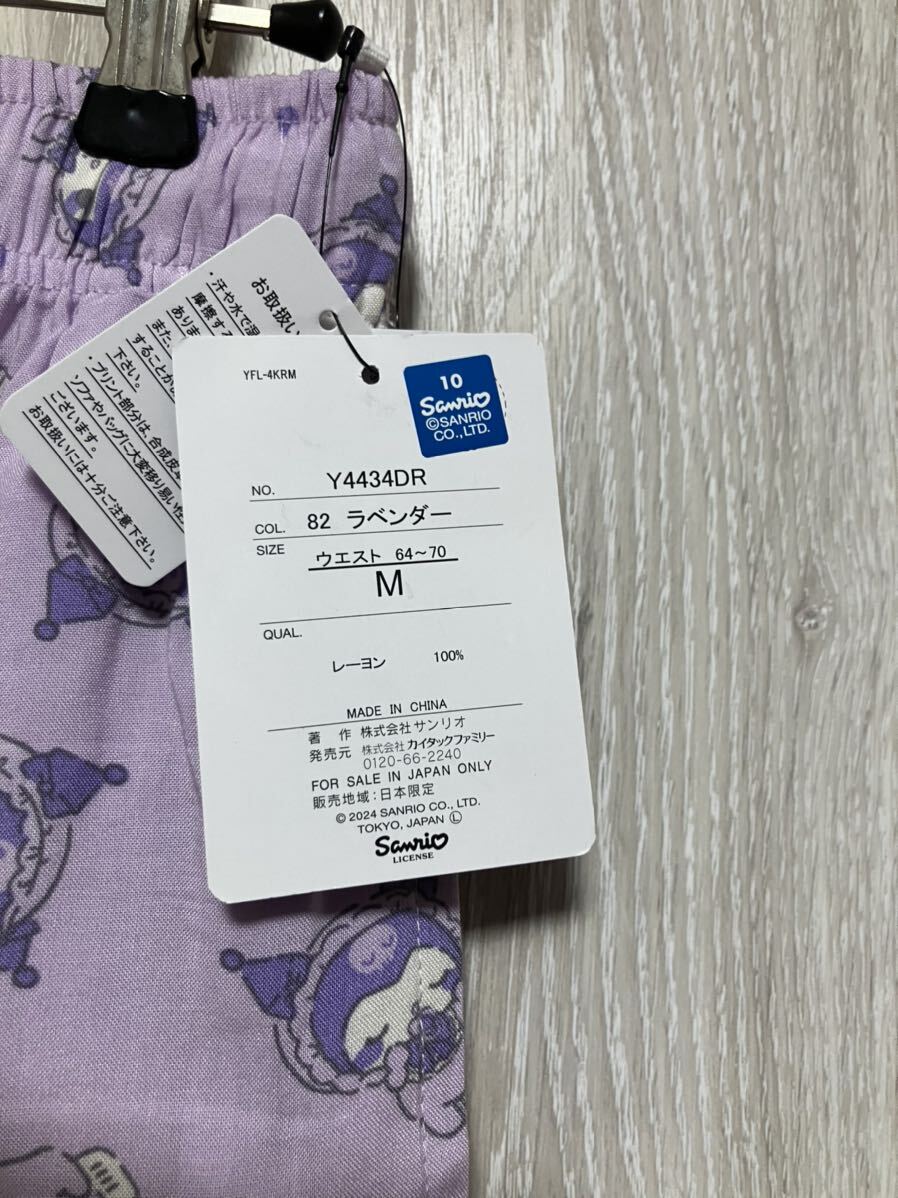 お取扱い
・汗や水で湿
摩擦する
ありま
また、
することが
下さい。
・プリント部分は、合成皮革
ソファやバッグに大変移り易い性
ございます。
お取扱いには十分ご注意下さい。
YFL-4KRM
10
Sanrio
©SANRIO
CO.,LTD.
NO. Y4434DR
COL. 82 ラベンダー
SIZE ウエスト 64～70
M
QUAL.
レーヨン 100%
MADE IN CHINA
著 作 株式会社サンリオ
発売元 株式会社カイタックファミリー
0120-66-2240
FOR SALE IN JAPAN ONLY
販売地域：日本限定
© 2024 SANRIO CO., LTD.
TOKYO, JAPAN Ⓛ
Sanrio
LICENSE